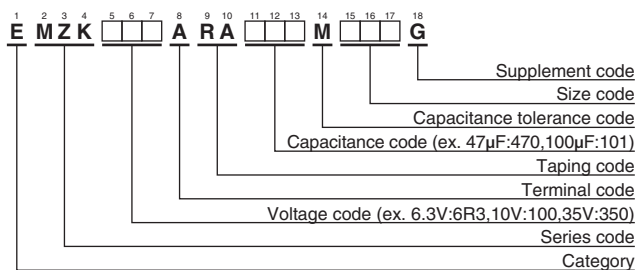 1 2 3 4 5 6 7 8 9 10 11 12 13 14 15 16 17 18
E M Z K A R A M G
Supplement code
Size code
Capacitance tolerance code
Capacitance code (ex. 47μF:470,100μF:101)
Taping code
Terminal code
Voltage code (ex. 6.3V:6R3,10V:100,35V:350)
Series code
Category